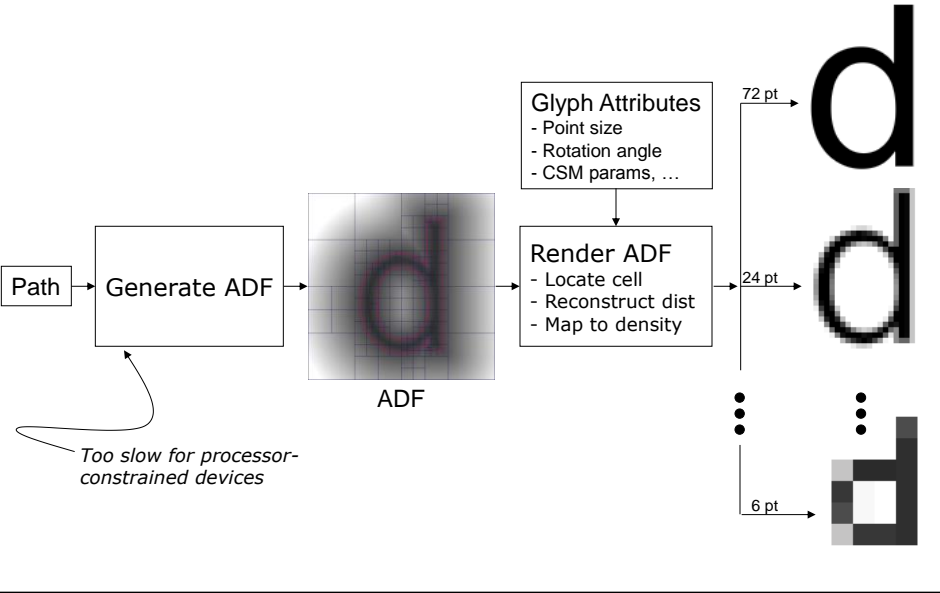 Glyph Attributes
- Point size
- Rotation angle
- CSM params, …
Path
Generate ADF
ADF
Render ADF
- Locate cell
- Reconstruct dist
- Map to density
72 pt
24 pt
6 pt
d
d
d
d
Too slow for processor-
constrained devices